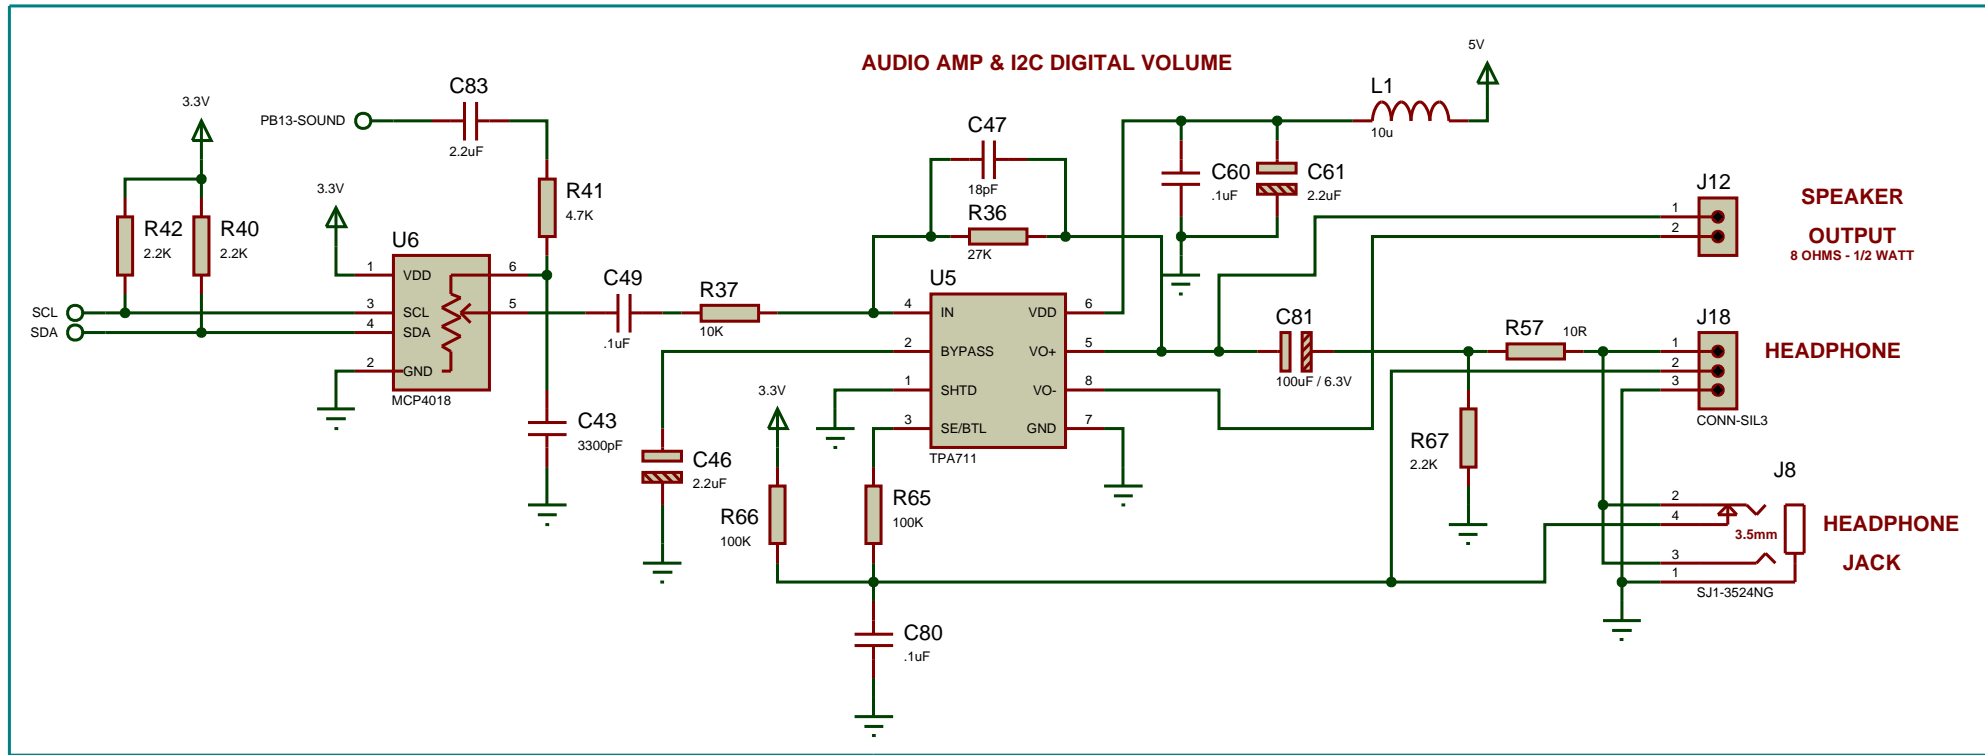 AUDIO AMP & I2C DIGITAL VOLUME
5V
L1
10u
C83
2.2uF
PB13-SOUND
3.3V
3.3V
R42
2.2K
R40
2.2K
R41
4.7K
U6
1 VDD
3 SCL
4 SDA
2 GND
6
5
MCP4018
SCL
SDA
C43
3300pF
C49
.1uF
R37
10K
C47
18pF
R36
27K
C60
.1uF
C61
2.2uF
U5
4 IN
2 BYPASS
1 SHTD
3 SE/BTL
VDD 6
VO+ 5
VO- 8
GND 7
TPA711
C46
2.2uF
3.3V
R66
100K
R65
100K
C80
.1uF
C81
100uF / 6.3V
R57
10R
R67
2.2K
J12
1
2
SPEAKER
OUTPUT
8 OHMS - 1/2 WATT
J18
1
2
3
CONN-SIL3
HEADPHONE
J8
2
4
3
1
3.5mm
SJ1-3524NG
HEADPHONE
JACK